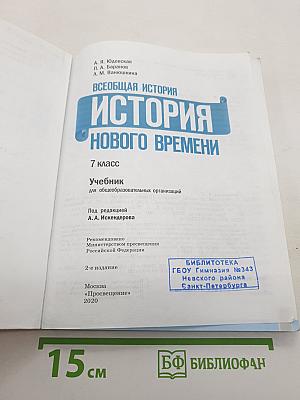 А. Я. Юдовская
П. А. Баранов
Л. М. Ванюшкина
ВСЕОБЩАЯ ИСТОРИЯ
ИСТОРИЯ
НОВОГО ВРЕМЕНИ
7 класс
Учебник
для общеобразовательных организаций
Под редакцией
А. А. Искендерова
Рекомендовано
Министерством просвещения
Российской Федерации
2-е издание
Москва
«Просвещение»
2020
БИБЛИОТЕКА
ГБОУ Гимназия №343
Невского района
Санкт-Петербурга
15 см
БФ БИБЛИОФАН